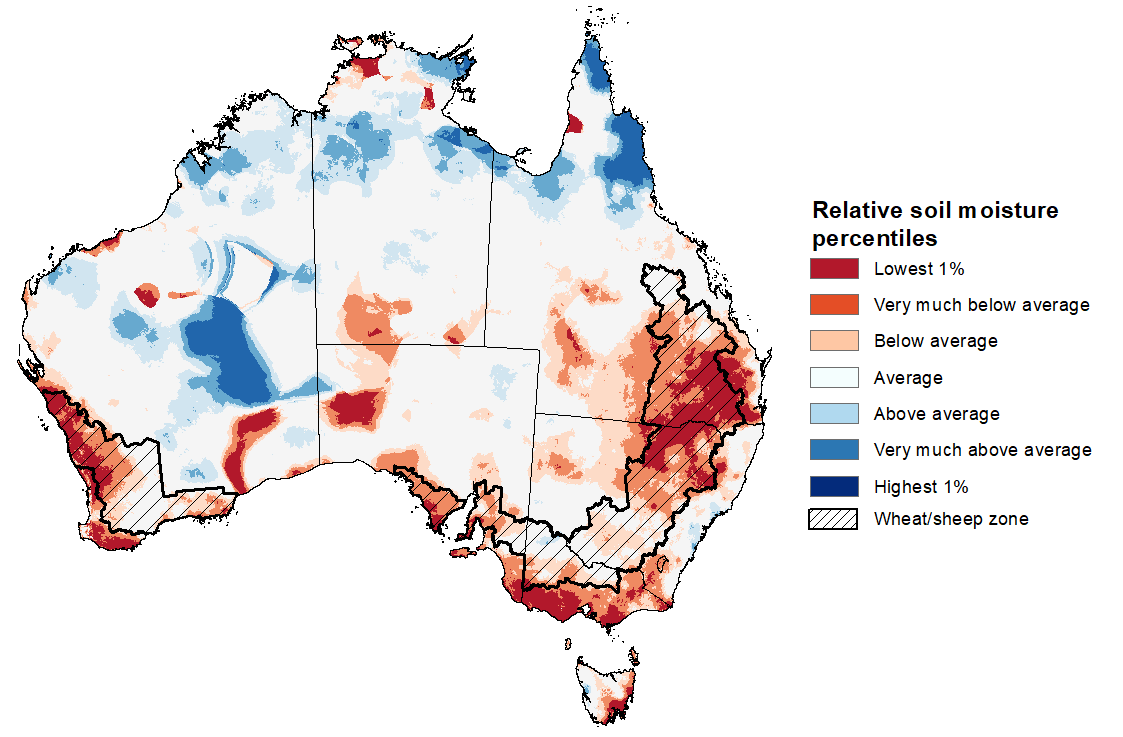 Relative soil moisture
percentiles
Lowest 1%
Very much below average
Below average
Average
Above average
Very much above average
Highest 1%
Wheat/sheep zone